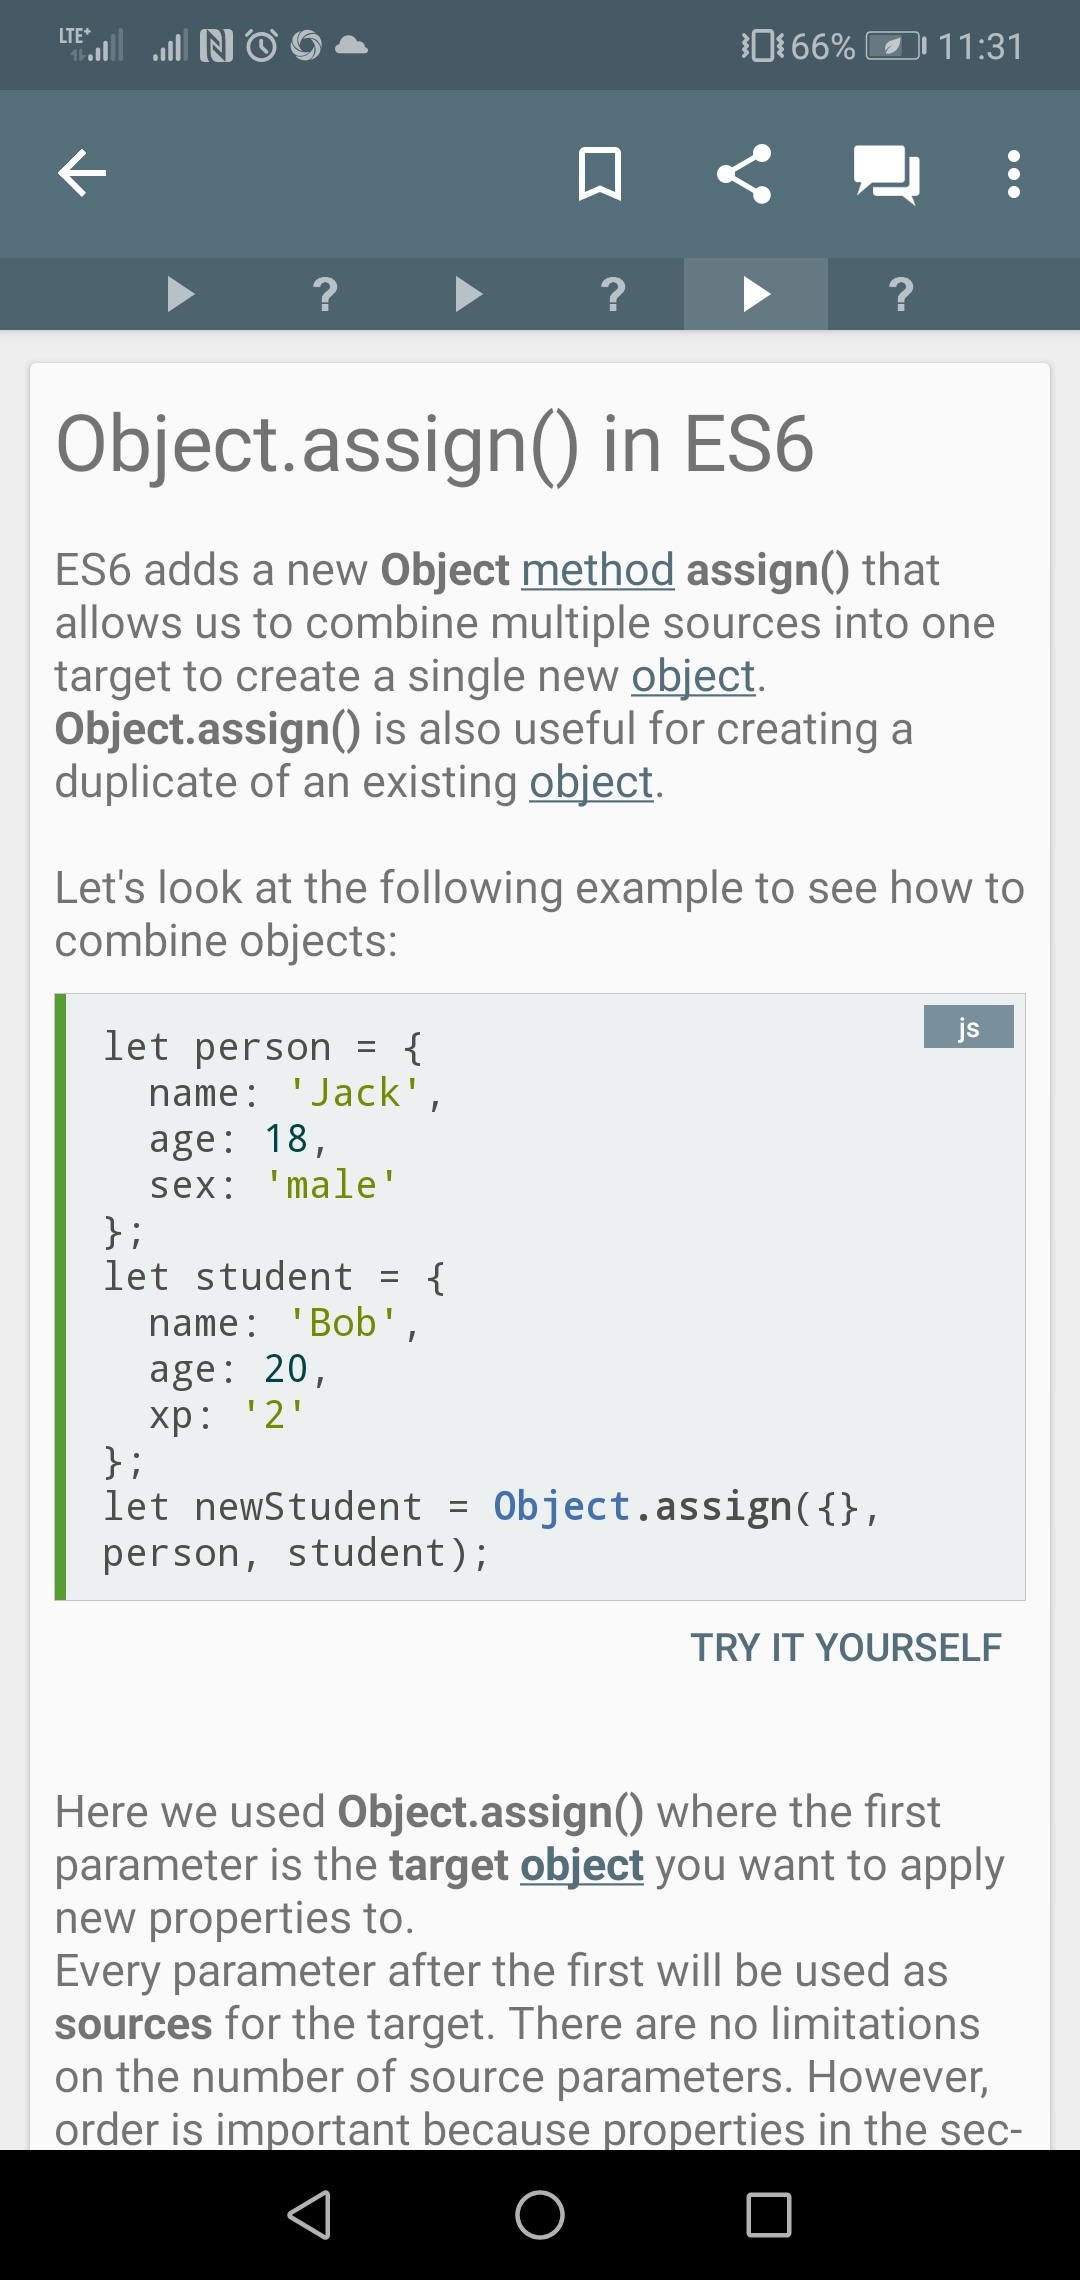 LTE+ 66% 11:31
? ? ?
Object.assign() in ES6
ES6 adds a new Object method assign() that
allows us to combine multiple sources into one
target to create a single new object.
Object.assign() is also useful for creating a
duplicate of an existing object.
Let's look at the following example to see how to
combine objects:
js
let person = {
  name: 'Jack',
  age: 18,
  sex: 'male'
};
let student = {
  name: 'Bob',
  age: 20,
  xp: '2'
};
let newStudent = Object.assign({},
person, student);
TRY IT YOURSELF
Here we used Object.assign() where the first
parameter is the target object you want to apply
new properties to.
Every parameter after the first will be used as
sources for the target. There are no limitations
on the number of source parameters. However,
order is important because properties in the sec-